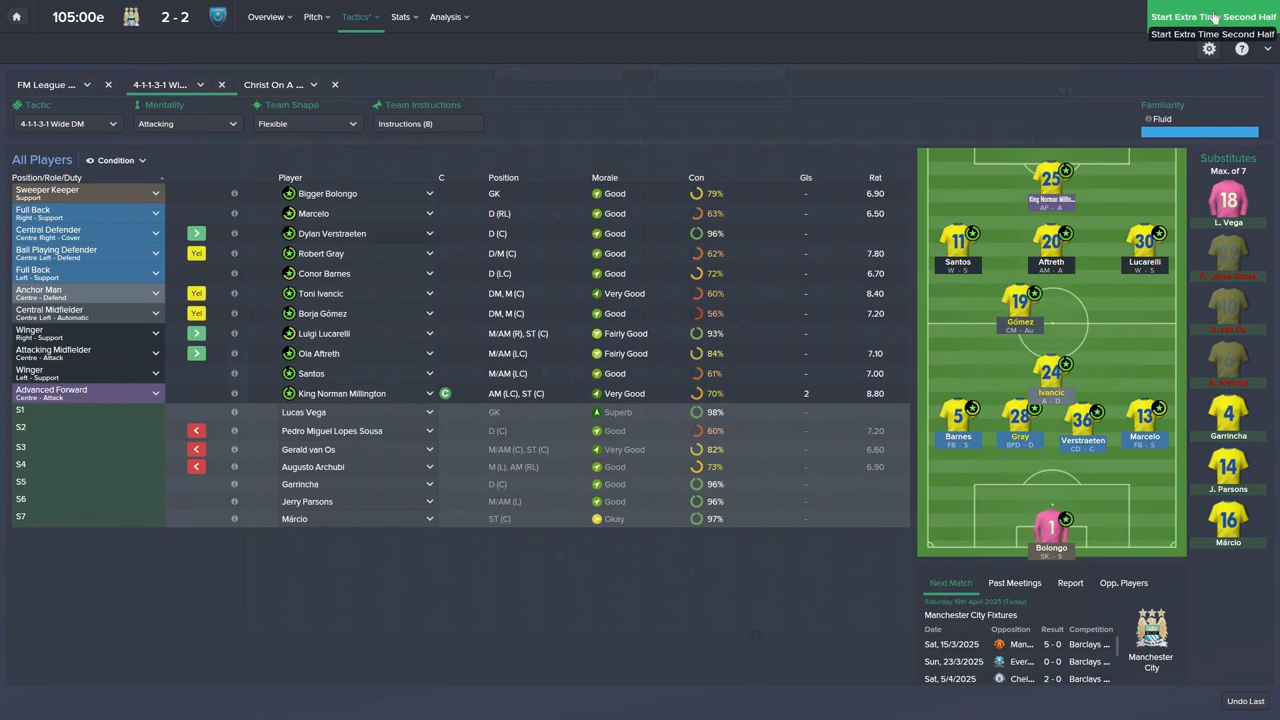 105:00e 2 - 2 Overview Pitch Tactics* Stats Analysis Start Extra Time Second Half
Start Extra Time Second Half
FM League ... 4-1-1-3-1 Wide... Christ On A ...
Tactic Mentality Team Shape Team Instructions Familiarity
4-1-1-3-1 Wide DM Attacking Flexible Instructions (8) Fluid
All Players Condition
Position/Role/Duty Player C Position Morale Con Gls Rat
Sweeper Keeper
Support
Bigger Bolongo GK Good 79% - 6.90
Full Back
Right - Support
Marcelo D (RL) Good 63% - 6.50
Central Defender
Centre Right - Cover
Dylan Verstraeten D (C) Good 96% -
Ball Playing Defender
Centre Left - Defend
Yel Robert Gray D/M (C) Good 62% - 7.80
Full Back
Left - Support
Conor Barnes D (LC) Good 72% - 6.70
Anchor Man
Centre - Defend
Yel Toni Ivancic DM, M (C) Very Good 60% - 8.40
Central Midfielder
Centre Left - Automatic
Yel Borja Gómez DM, M (C) Good 56% - 7.20
Winger
Right - Support
Luigi Lucarelli M/AM (R), ST (C) Fairly Good 93% -
Attacking Midfielder
Centre - Attack
Ola Aftreth M/AM (LC) Fairly Good 84% - 7.10
Winger
Left - Support
Santos M/AM (LC) Good 61% - 7.00
Advanced Forward
Centre - Attack
King Norman Millington C AM (LC), ST (C) Very Good 70% 2 8.80
S1 Lucas Vega GK Superb 98% -
S2 Pedro Miguel Lopes Sousa D (C) Good 60% - 7.20
S3 Gerald van Os M/AM (C), ST (C) Very Good 82% - 6.60
S4 Augusto Archubi M (L), AM (RL) Good 73% - 6.90
S5 Garrincha D (C) Good 96% -
S6 Jerry Parsons M/AM (L) Good 96% -
S7 Márcio ST (C) Okay 97% -
25
King Norman Millin...
AF - A
11 20 30
Santos Aftreth Lucarelli
W - S AM - A W - S
19
Gómez
CM - Au
24
Ivancic
A - D
5 28 36 13
Barnes Gray Verstraeten Marcelo
FB - S BPD - D CD - C FB - S
1
Bolongo
SK - S
Substitutes
Max. of 7
18
L. Vega
6
4
Garrincha
14
J. Parsons
16
Márcio
Next Match Past Meetings Report Opp. Players
Saturday 19th April 2025 (Today)
Manchester City Fixtures
Date Opposition Result Competition
Sat, 15/3/2025 Man... 5 - 0 Barclays ...
Sun, 23/3/2025 Ever... 0 - 0 Barclays ...
Sat, 5/4/2025 Chel... 2 - 0 Barclays ...
Manchester
City
Undo Last